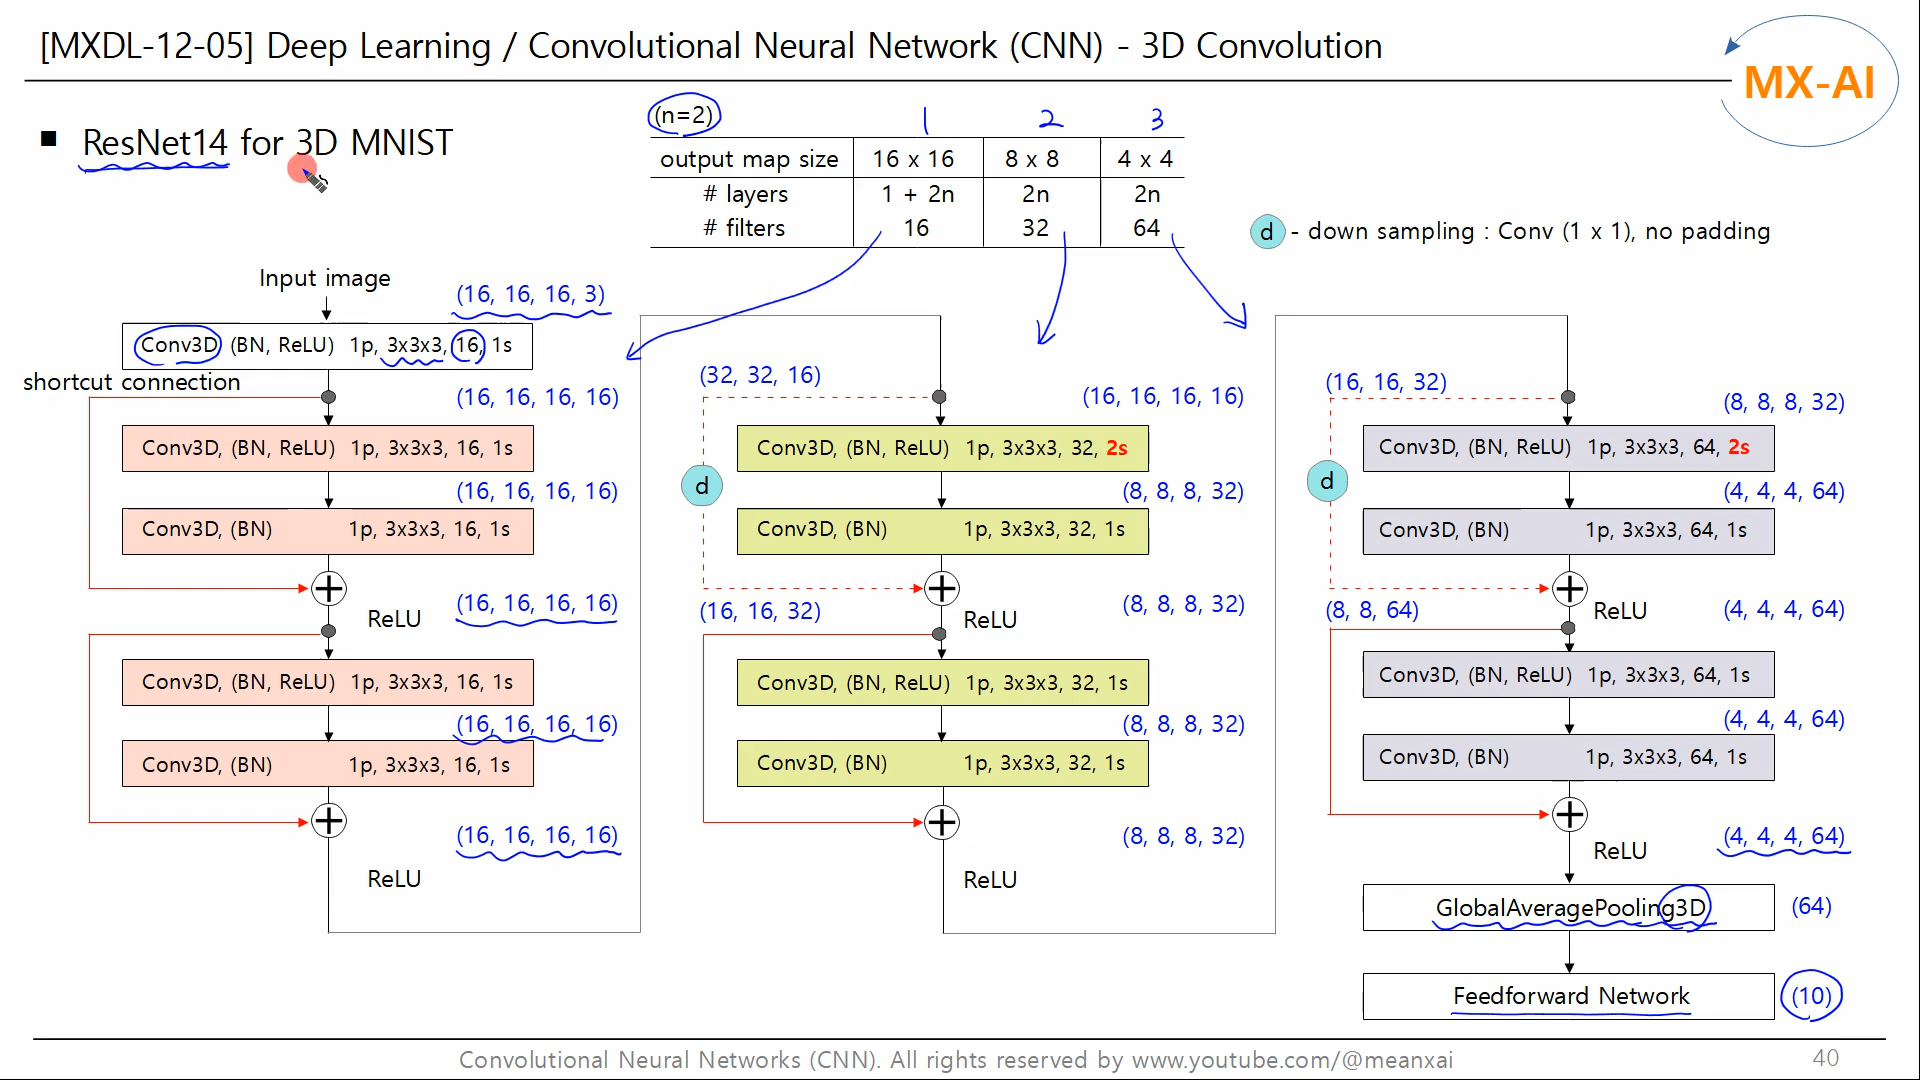 [MXDL-12-05] Deep Learning / Convolutional Neural Network (CNN) - 3D Convolution
MX-AI
■ ResNet14 for 3D MNIST
(n=2) 1 2 3
output map size 16 x 16 8 x 8 4 x 4
# layers 1 + 2n 2n 2n
# filters 16 32 64
d - down sampling : Conv (1 x 1), no padding
Input image
(16, 16, 16, 3)
Conv3D (BN, ReLU) 1p, 3x3x3, 16, 1s
shortcut connection
(16, 16, 16, 16)
Conv3D, (BN, ReLU) 1p, 3x3x3, 16, 1s
(16, 16, 16, 16)
Conv3D, (BN) 1p, 3x3x3, 16, 1s
(16, 16, 16, 16)
ReLU
Conv3D, (BN, ReLU) 1p, 3x3x3, 16, 1s
(16, 16, 16, 16)
Conv3D, (BN) 1p, 3x3x3, 16, 1s
(16, 16, 16, 16)
ReLU
(32, 32, 16)
(16, 16, 16, 16)
Conv3D, (BN, ReLU) 1p, 3x3x3, 32, 2s
d
(8, 8, 8, 32)
Conv3D, (BN) 1p, 3x3x3, 32, 1s
(16, 16, 32)
(8, 8, 8, 32)
ReLU
Conv3D, (BN, ReLU) 1p, 3x3x3, 32, 1s
(8, 8, 8, 32)
Conv3D, (BN) 1p, 3x3x3, 32, 1s
(8, 8, 8, 32)
ReLU
(16, 16, 32)
(8, 8, 8, 32)
Conv3D, (BN, ReLU) 1p, 3x3x3, 64, 2s
d
(4, 4, 4, 64)
Conv3D, (BN) 1p, 3x3x3, 64, 1s
(8, 8, 64)
ReLU
(4, 4, 4, 64)
Conv3D, (BN, ReLU) 1p, 3x3x3, 64, 1s
(4, 4, 4, 64)
Conv3D, (BN) 1p, 3x3x3, 64, 1s
(4, 4, 4, 64)
ReLU
GlobalAveragePooling3D (64)
Feedforward Network (10)
Convolutional Neural Networks (CNN). All rights reserved by www.youtube.com/@meanxai
40